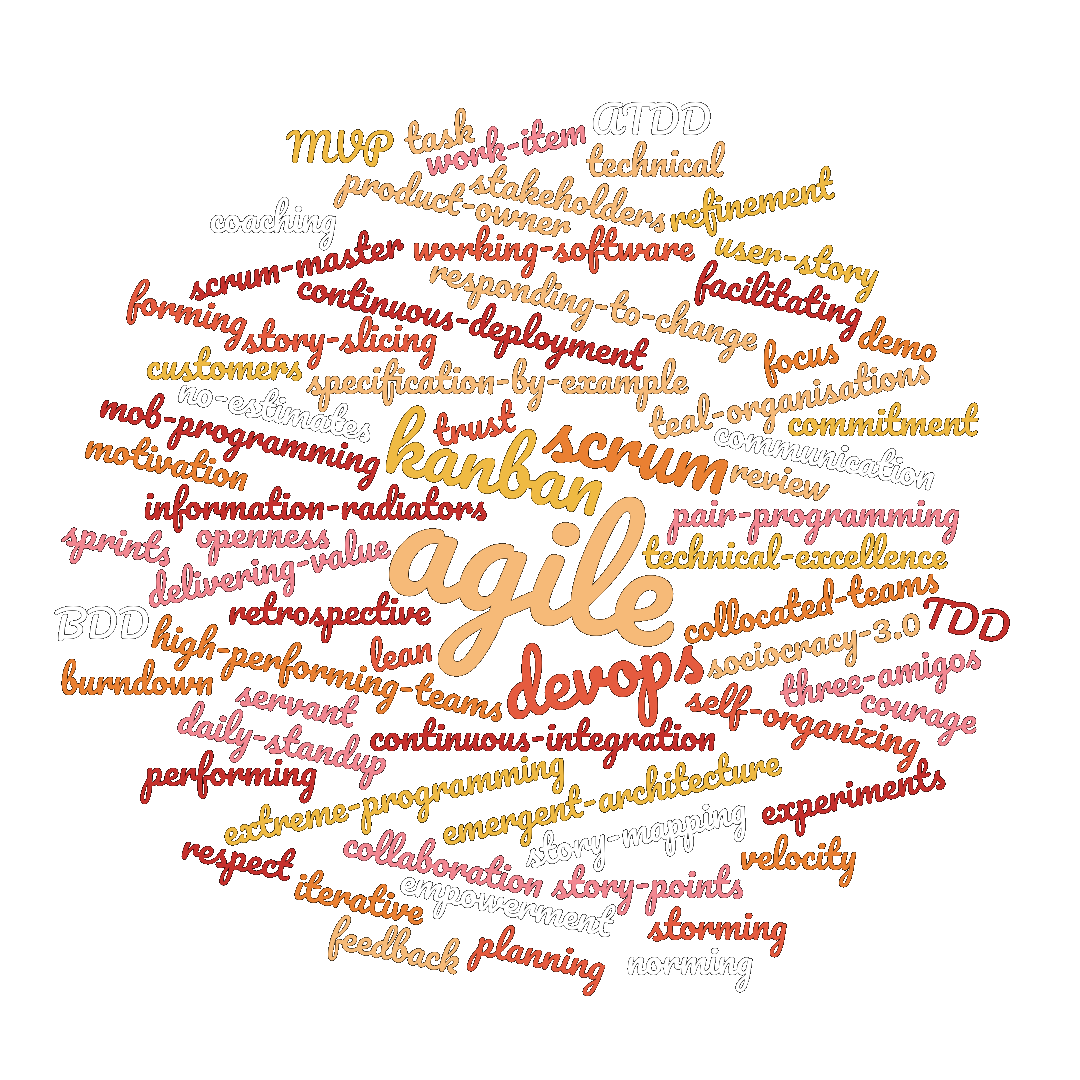 ATDD
MVP
task
work-item
technical
product-owner
stakeholders
refinement
coaching
scrum-master
working-software
user-story
responding-to-change
facilitating
forming
continuous-deployment
story-slicing
demo
focus
customers
specification-by-example
teal-organisations
no-estimates
mob-programming
trust
commitment
communication
kanban
scrum
motivation
review
information-radiators
pair-programming
sprints
openness
delivering-value
agile
technical-excellence
retrospective
collocated-teams
TDD
BDD
high-performing-teams
lean
sociocracy-3.0
devops
three-amigos
burndown
servant
self-organizing
courage
daily-standup
continuous-integration
performing
extreme-programming
emergent-architecture
experiments
story-mapping
respect
collaboration
velocity
iterative
empowerment
story-points
storming
feedback
planning
norming